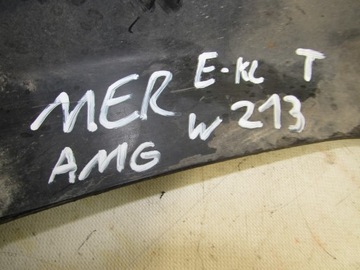 MER E-KL T
AMG W213